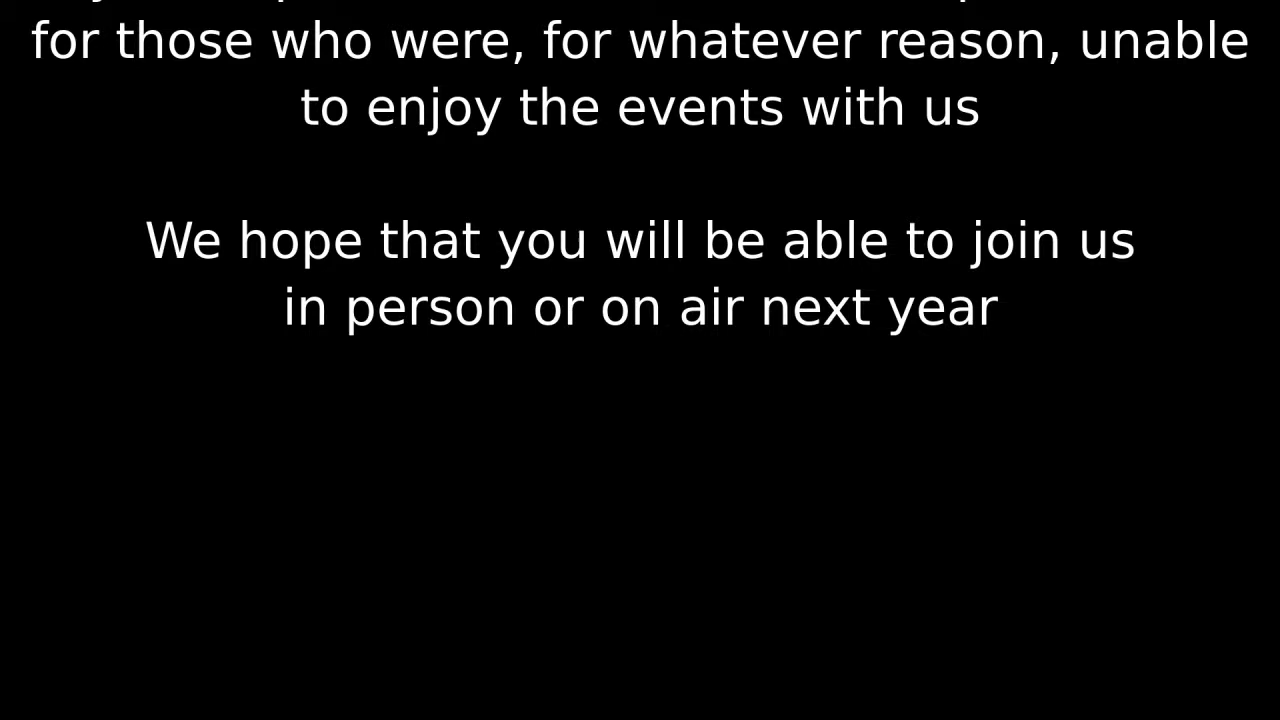 for those who were, for whatever reason, unable
to enjoy the events with us
We hope that you will be able to join us
in person or on air next year